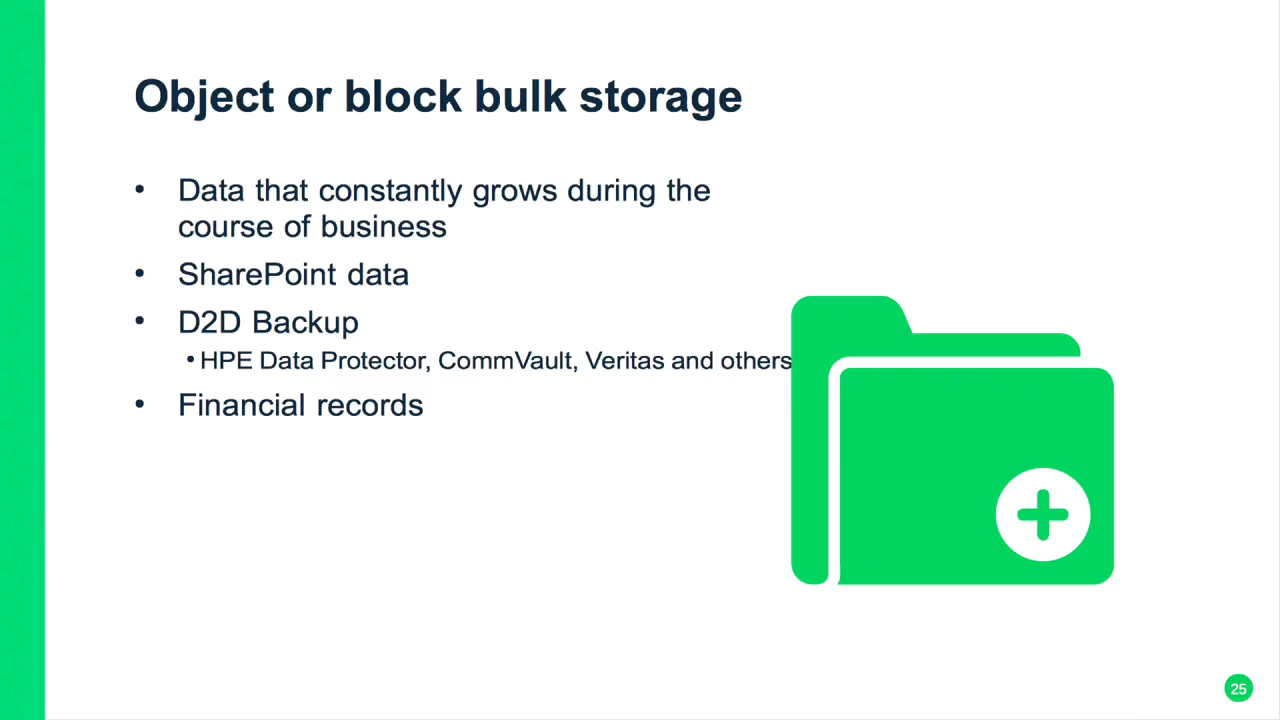 Object or block bulk storage
• Data that constantly grows during the
course of business
• SharePoint data
• D2D Backup
• HPE Data Protector, CommVault, Veritas and others
• Financial records
25